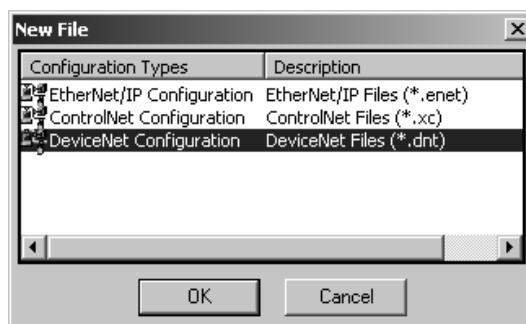 New File
Configuration Types Description
EtherNet/IP Configuration EtherNet/IP Files (*.enet)
ControlNet Configuration ControlNet Files (*.xc)
DeviceNet Configuration DeviceNet Files (*.dnt)
OK Cancel